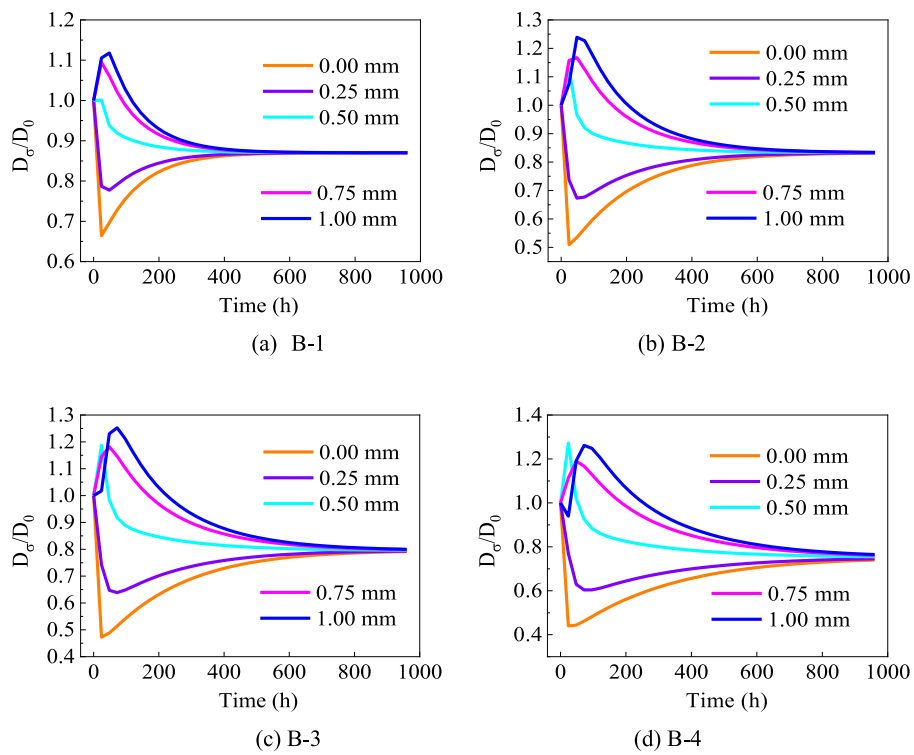 1.2
1.1
1.0
0.9
0.8
0.7
0.6
0 200 400 600 800 1000
Dσ/D0
Time (h)
0.00 mm
0.25 mm
0.50 mm
0.75 mm
1.00 mm
(a) B-1
1.3
1.2
1.1
1.0
0.9
0.8
0.7
0.6
0.5
0 200 400 600 800 1000
Dσ/D0
Time (h)
0.00 mm
0.25 mm
0.50 mm
0.75 mm
1.00 mm
(b) B-2
1.3
1.2
1.1
1.0
0.9
0.8
0.7
0.6
0.5
0.4
0 200 400 600 800 1000
Dσ/D0
Time (h)
0.00 mm
0.25 mm
0.50 mm
0.75 mm
1.00 mm
(c) B-3
1.4
1.2
1.0
0.8
0.6
0.4
0 200 400 600 800 1000
Dσ/D0
Time (h)
0.00 mm
0.25 mm
0.50 mm
0.75 mm
1.00 mm
(d) B-4